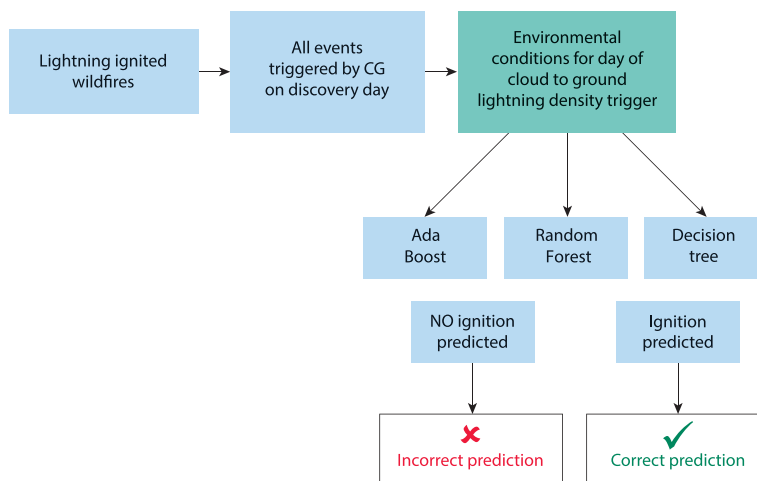 Lightning ignited
wildfires
All events
triggered by CG
on discovery day
Environmental
conditions for day of
cloud to ground
lightning density trigger
Ada
Boost
Random
Forest
Decision
tree
NO ignition
predicted
Ignition
predicted
Incorrect prediction
Correct prediction